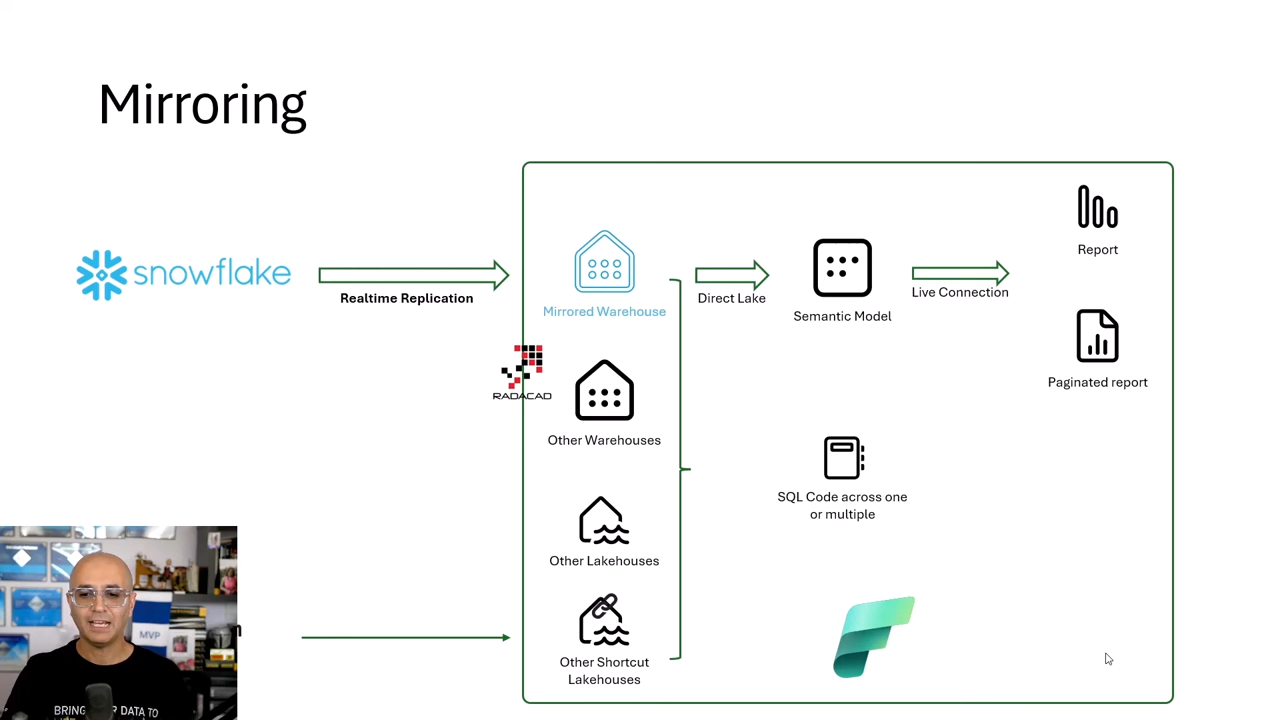 Mirroring
snowflake
Realtime Replication
Mirrored Warehouse
Direct Lake
Semantic Model
Live Connection
Report
Paginated report
RADACAD
Other Warehouses
SQL Code across one
or multiple
Other Lakehouses
Other Shortcut
Lakehouses
MVP
DATA TO